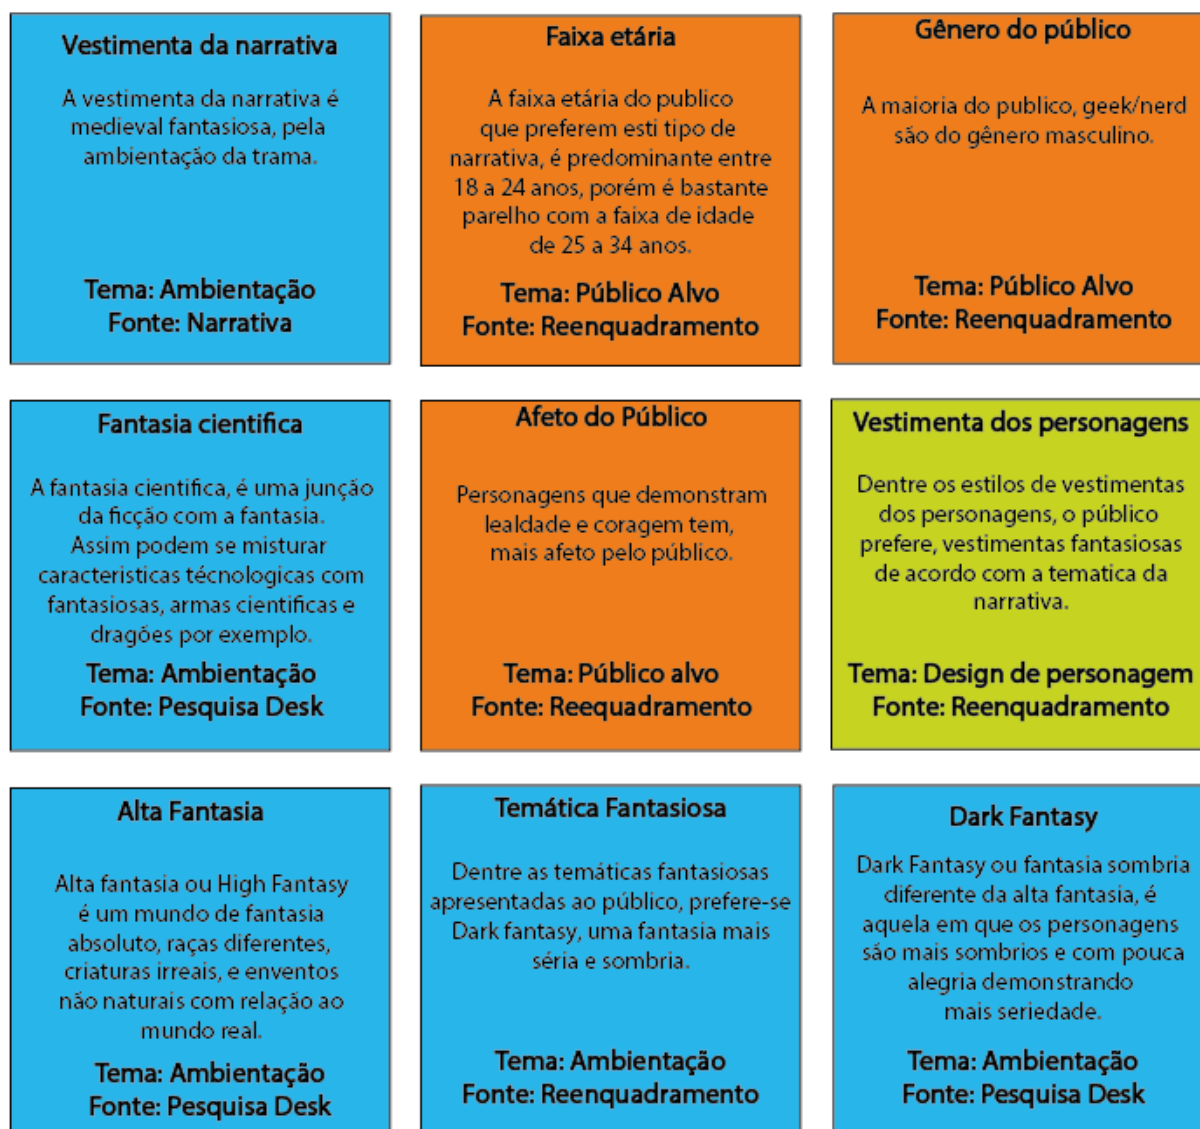 Vestimenta da narrativa
A vestimenta da narrativa é
medieval fantasiosa, pela
ambientação da trama.
Tema: Ambientação
Fonte: Narrativa
Faixa etária
A faixa etária do publico
que preferem esti tipo de
narrativa, é predominante entre
18 a 24 anos, porém é bastante
parelho com a faixa de idade
de 25 a 34 anos.
Tema: Público Alvo
Fonte: Reenquadramento
Gênero do público
A maioria do publico, geek/nerd
são do gênero masculino.
Tema: Público Alvo
Fonte: Reenquadramento
Fantasia cientifica
A fantasia cientifica, é uma junção
da ficção com a fantasia.
Assim podem se misturar
caracteristicas técnologicas com
fantasiosas, armas cientificas e
dragões por exemplo.
Tema: Ambientação
Fonte: Pesquisa Desk
Afeto do Público
Personagens que demonstram
lealdade e coragem tem,
mais afeto pelo público.
Tema: Público alvo
Fonte: Reequadramento
Vestimenta dos personagens
Dentre os estilos de vestimentas
dos personagens, o público
prefere, vestimentas fantasiosas
de acordo com a tematica da
narrativa.
Tema: Design de personagem
Fonte: Reenquadramento
Alta Fantasia
Alta fantasia ou High Fantasy
é um mundo de fantasia
absoluto, raças diferentes,
criaturas irreais, e enventos
não naturais com relação ao
mundo real.
Tema: Ambientação
Fonte: Pesquisa Desk
Temática Fantasiosa
Dentre as temáticas fantasiosas
apresentadas ao público, prefere-se
Dark fantasy, uma fantasia mais
séria e sombria.
Tema: Ambientação
Fonte: Reenquadramento
Dark Fantasy
Dark Fantasy ou fantasia sombria
diferente da alta fantasia, é
aquela em que os personagens
são mais sombrios e com pouca
alegria demonstrando
mais seriedade.
Tema: Ambientação
Fonte: Pesquisa Desk